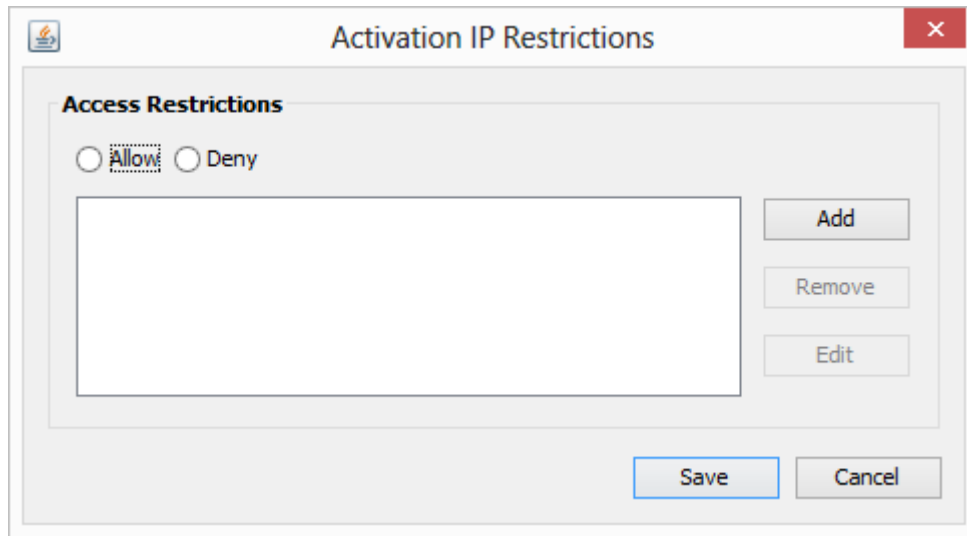 Activation IP Restrictions
Access Restrictions
Allow Deny
Add
Remove
Edit
Save Cancel